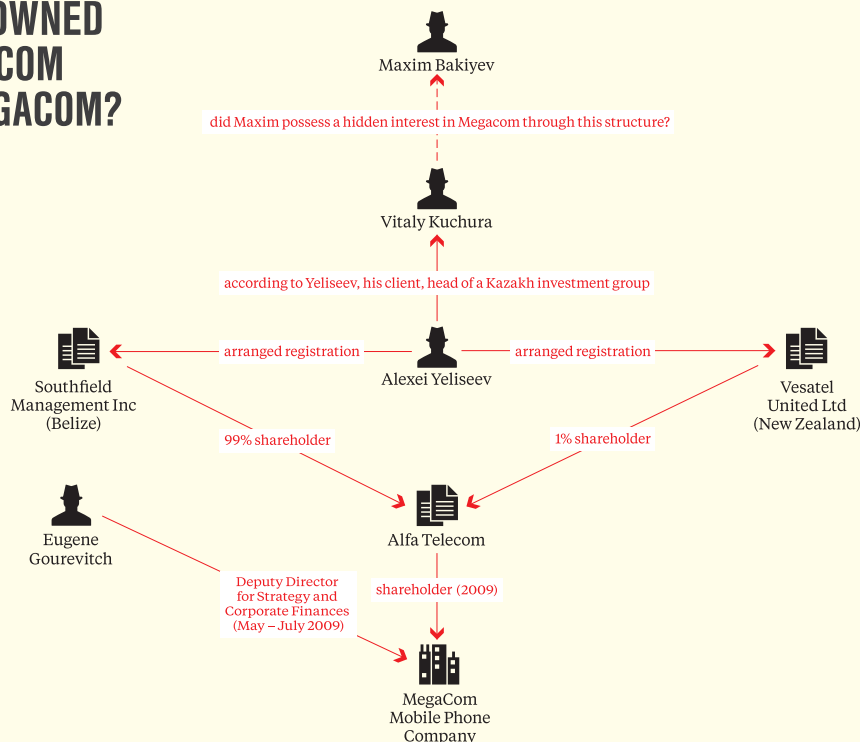 OWNED
COM
GACOM?
Maxim Bakiyev
did Maxim possess a hidden interest in Megacom through this structure?
Vitaly Kuchura
according to Yeliseev, his client, head of a Kazakh investment group
arranged registration
arranged registration
Alexei Yeliseev
Southfield
Management Inc
(Belize)
Vesatel
United Ltd
(New Zealand)
99% shareholder
1% shareholder
Eugene
Gourevitch
Alfa Telecom
Deputy Director
for Strategy and
Corporate Finances
(May – July 2009)
shareholder (2009)
MegaCom
Mobile Phone
Company